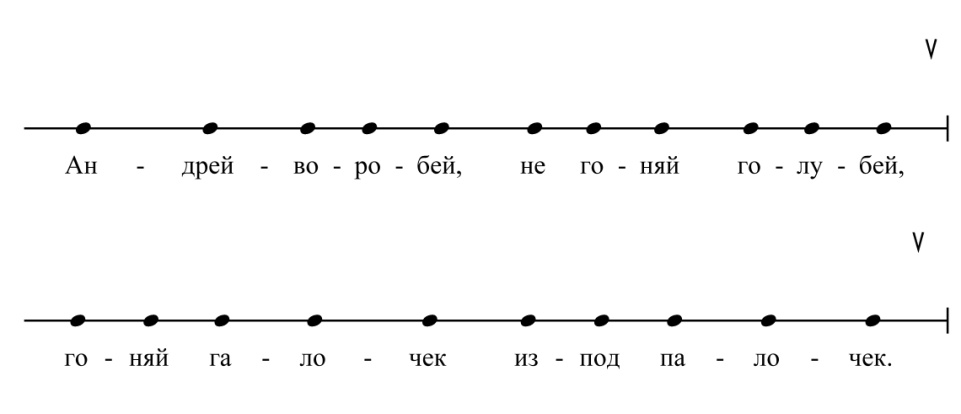 Ан - дрей - во - ро - бей, не го - няй го - лу - бей,
го - няй га - ло - чек из - под па - ло - чек.